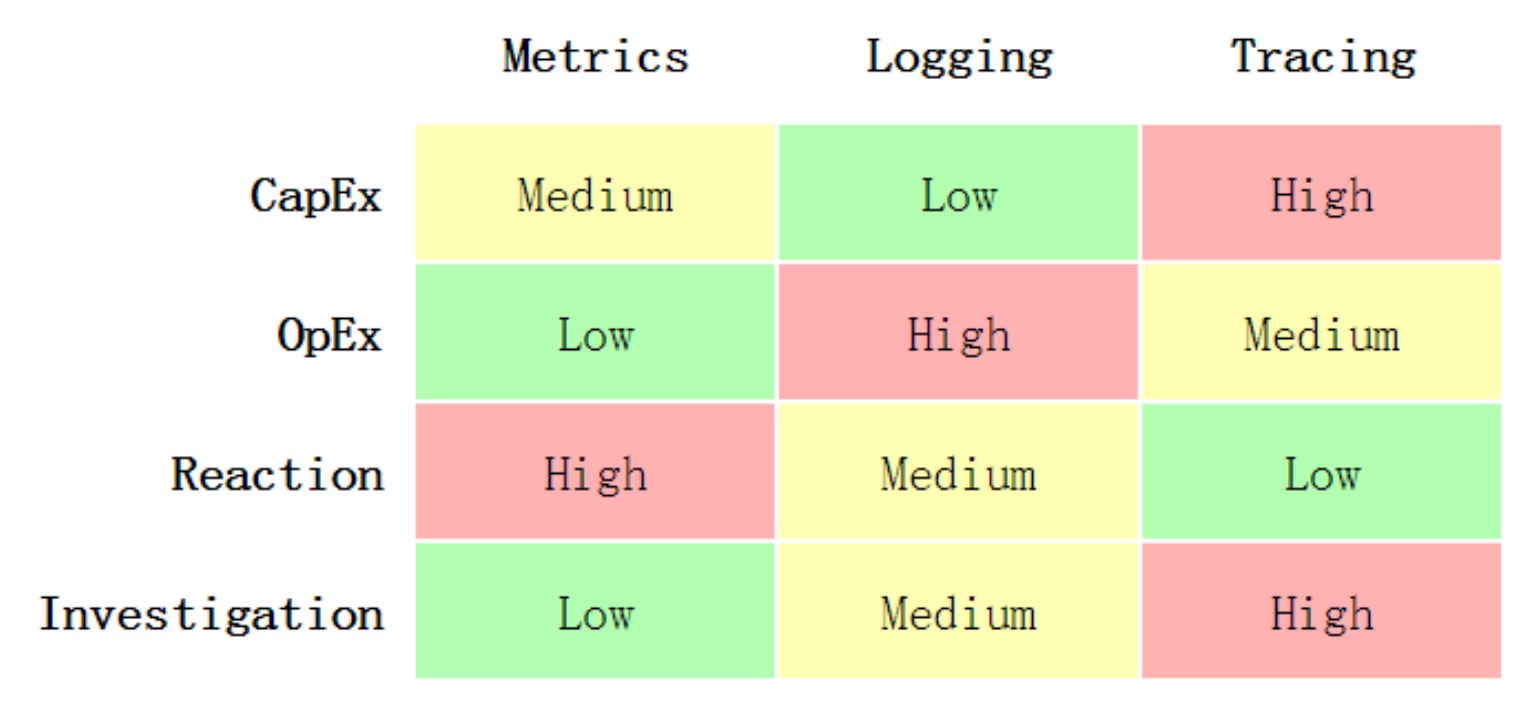 Metrics Logging Tracing
CapEx Medium Low High
OpEx Low High Medium
Reaction High Medium Low
Investigation Low Medium High